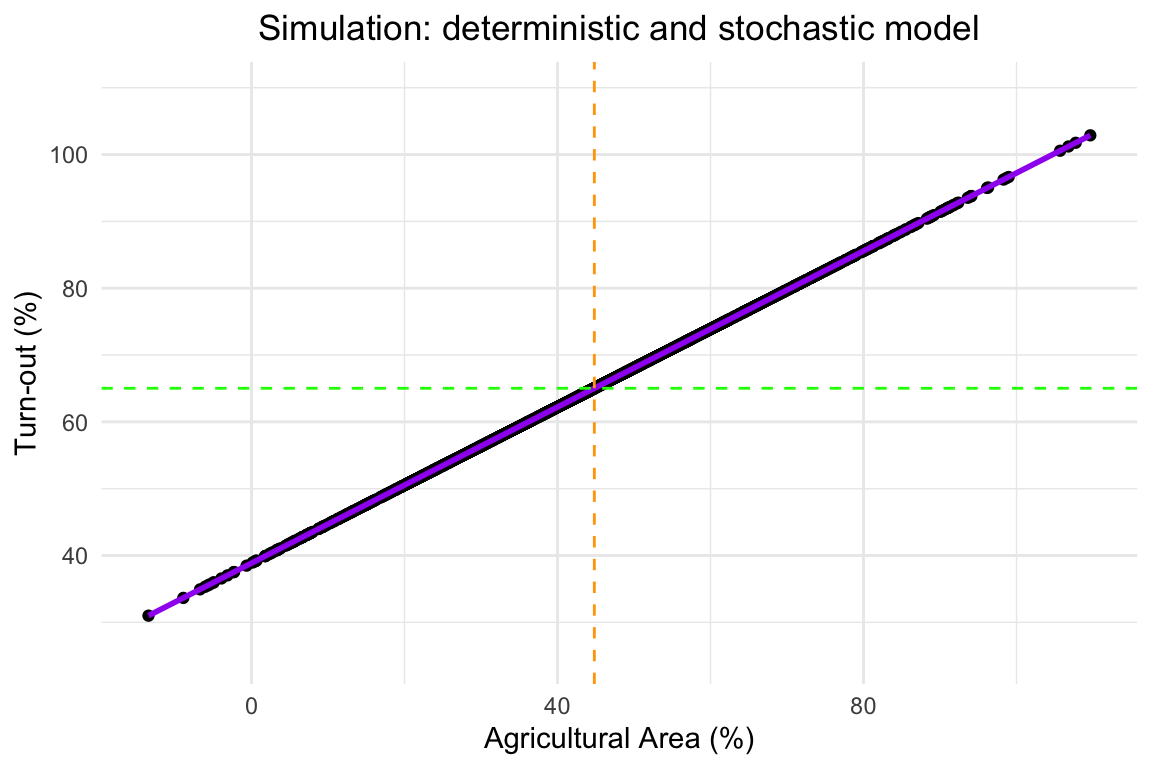 Simulation: deterministic and stochastic model
Turn-out (%)
100
80
60
40
0
40
80
Agricultural Area (%)